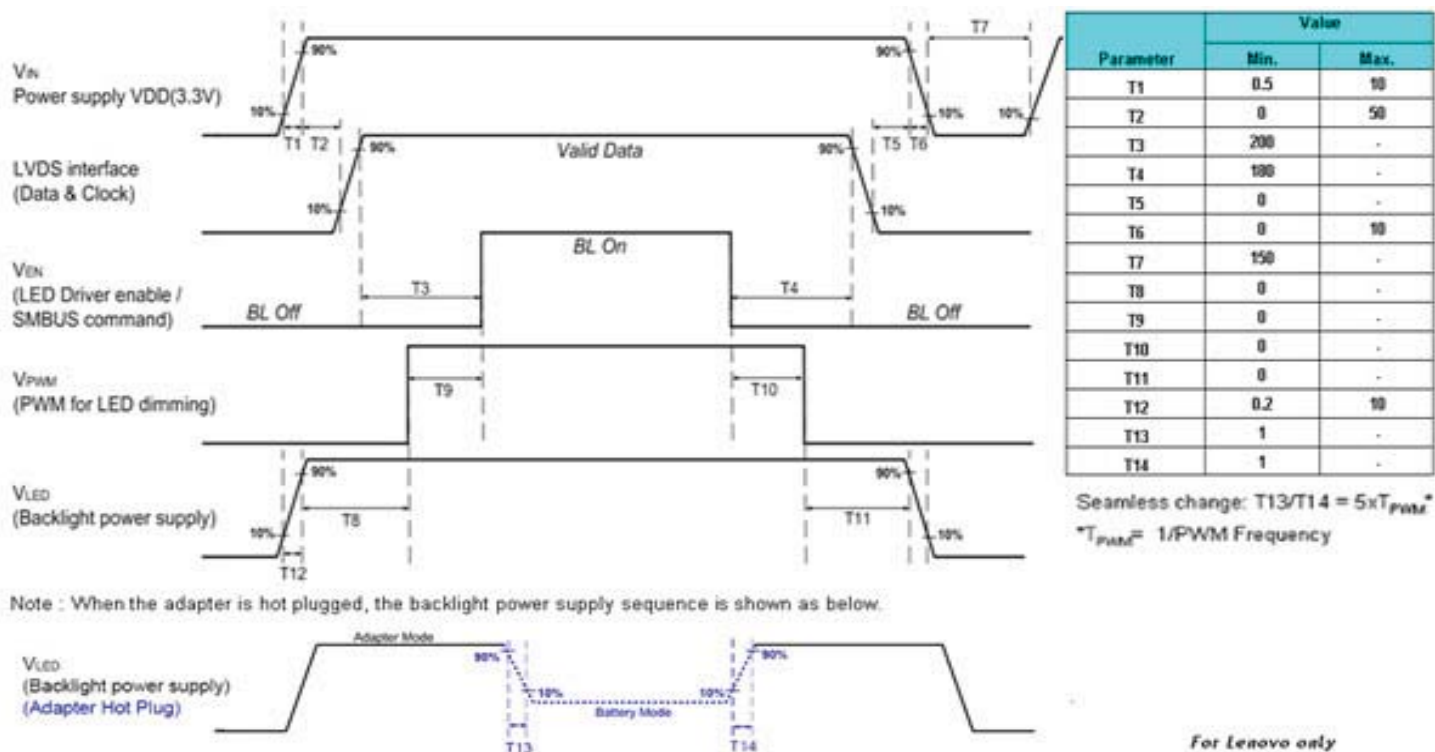 VIN
Power supply VDD(3.3V)
10%
90%
T1 T2
90%
T7
10%
10%
T5 T6
LVDS interface
(Data & Clock)
10%
90%
Valid Data
90%
10%
VEN
(LED Driver enable /
SMBUS command)
BL Off
T3
BL On
T4
BL Off
VPWM
(PWM for LED dimming)
T9
T10
VLED
(Backlight power supply)
10%
90%
T8
T12
90%
T11
10%
Parameter Value
Min. Max.
T1 0.5 10
T2 0 50
T3 200 -
T4 180 -
T5 0 -
T6 0 10
T7 150 -
T8 0 -
T9 0 -
T10 0 -
T11 0 -
T12 0.2 10
T13 1 -
T14 1 -
Seamless change: T13/T14 = 5xTPWM*
*TPWM= 1/PWM Frequency
Note : When the adapter is hot plugged, the backlight power supply sequence is shown as below.
VLED
(Backlight power supply)
(Adapter Hot Plug)
Adapter Mode
90%
10%
Battery Mode
10%
90%
T13
T14
For Lenovo only